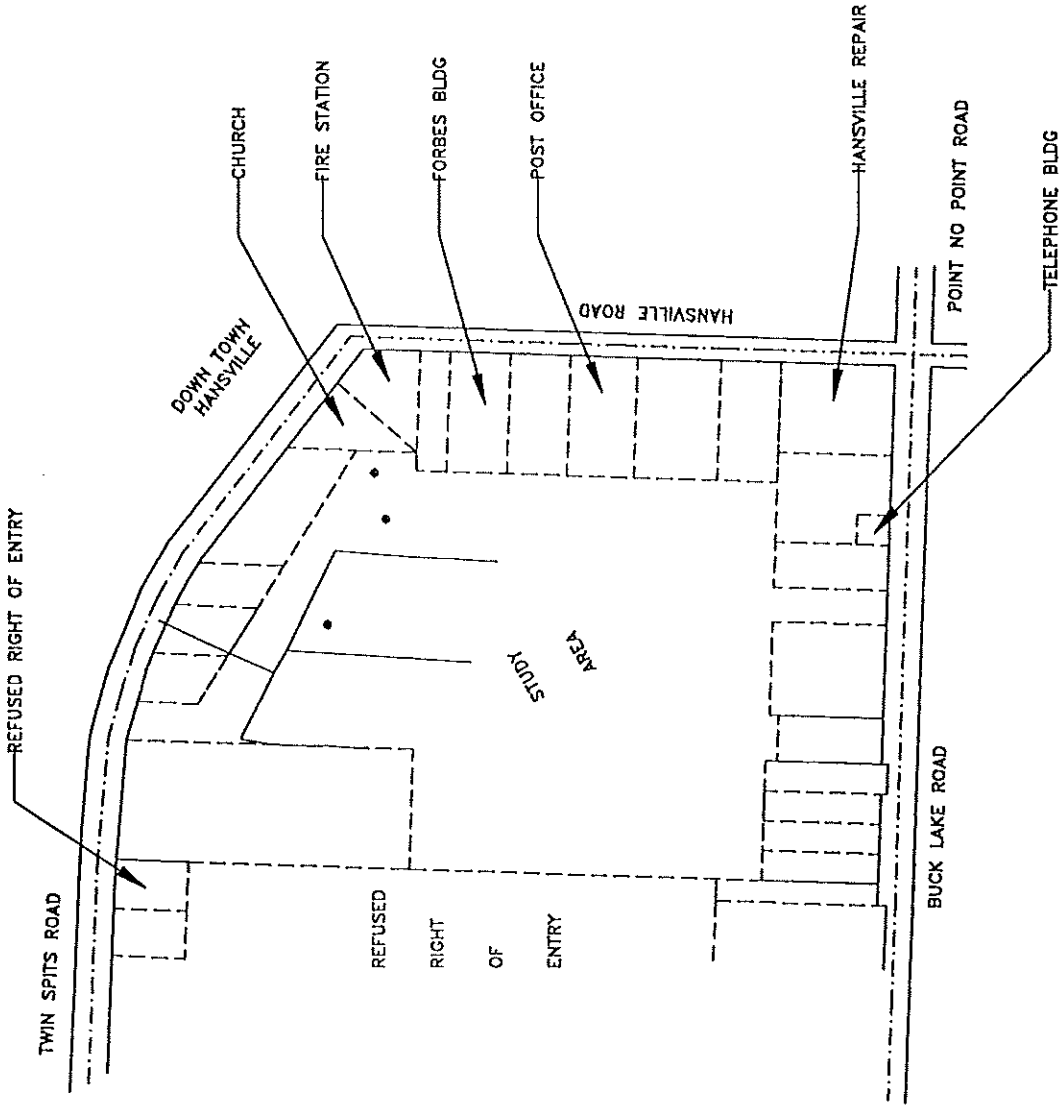 REFUSED RIGHT OF ENTRY
TWIN SPITS ROAD
DOWN TOWN
HANSVILLE
CHURCH
FIRE STATION
FORBES BLDG
POST OFFICE
HANSVILLE ROAD
HANSVILLE REPAIR
STUDY
AREA
REFUSED
RIGHT
OF
ENTRY
BUCK LAKE ROAD
POINT NO POINT ROAD
TELEPHONE BLDG